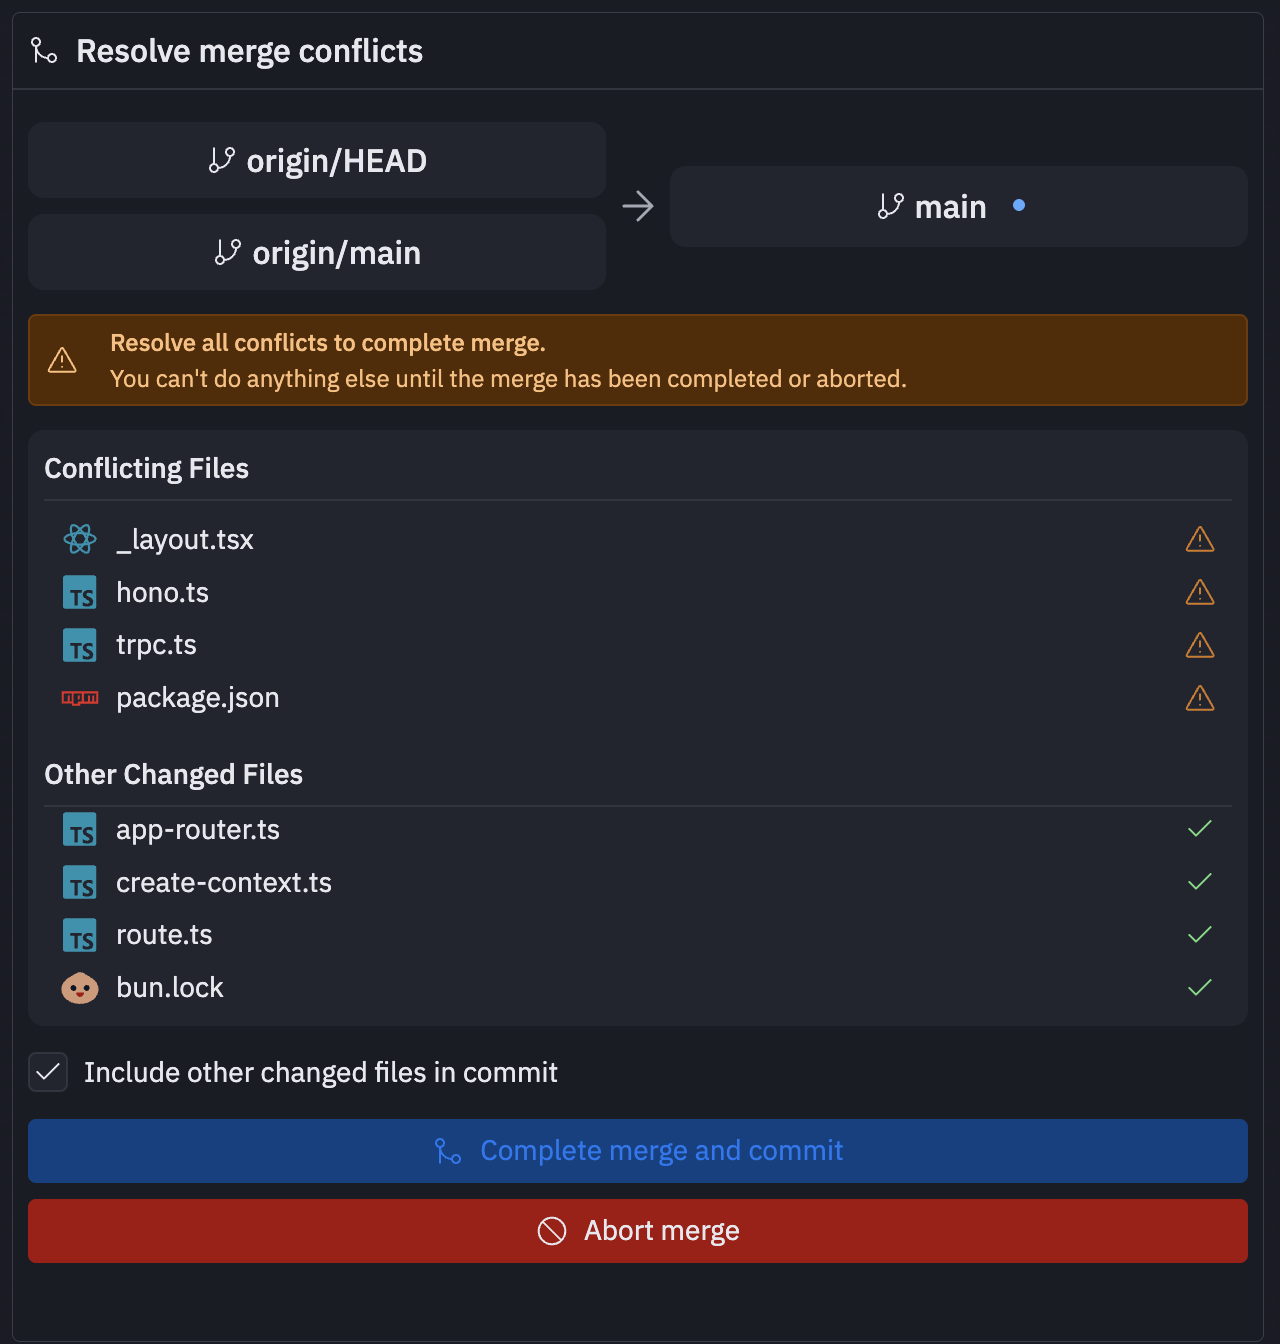 Resolve merge conflicts
origin/HEAD
origin/main
main
Resolve all conflicts to complete merge.
You can't do anything else until the merge has been completed or aborted.
Conflicting Files
_layout.tsx
TS hono.ts
TS trpc.ts
npm package.json
Other Changed Files
TS app-router.ts
TS create-context.ts
TS route.ts
bun.lock
Include other changed files in commit
Complete merge and commit
Abort merge